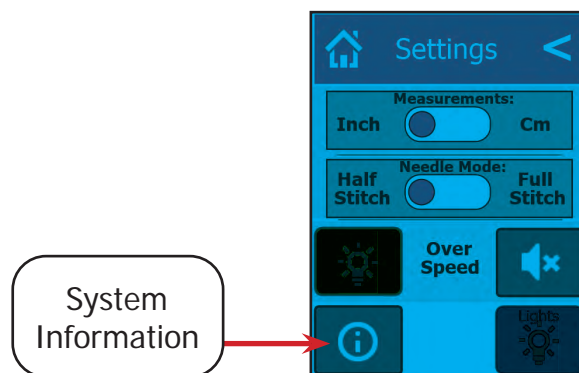 Settings
Measurements:
Inch
Cm
Needle Mode:
Half
Stitch
Full
Stitch
Over
Speed
Lights
System
Information